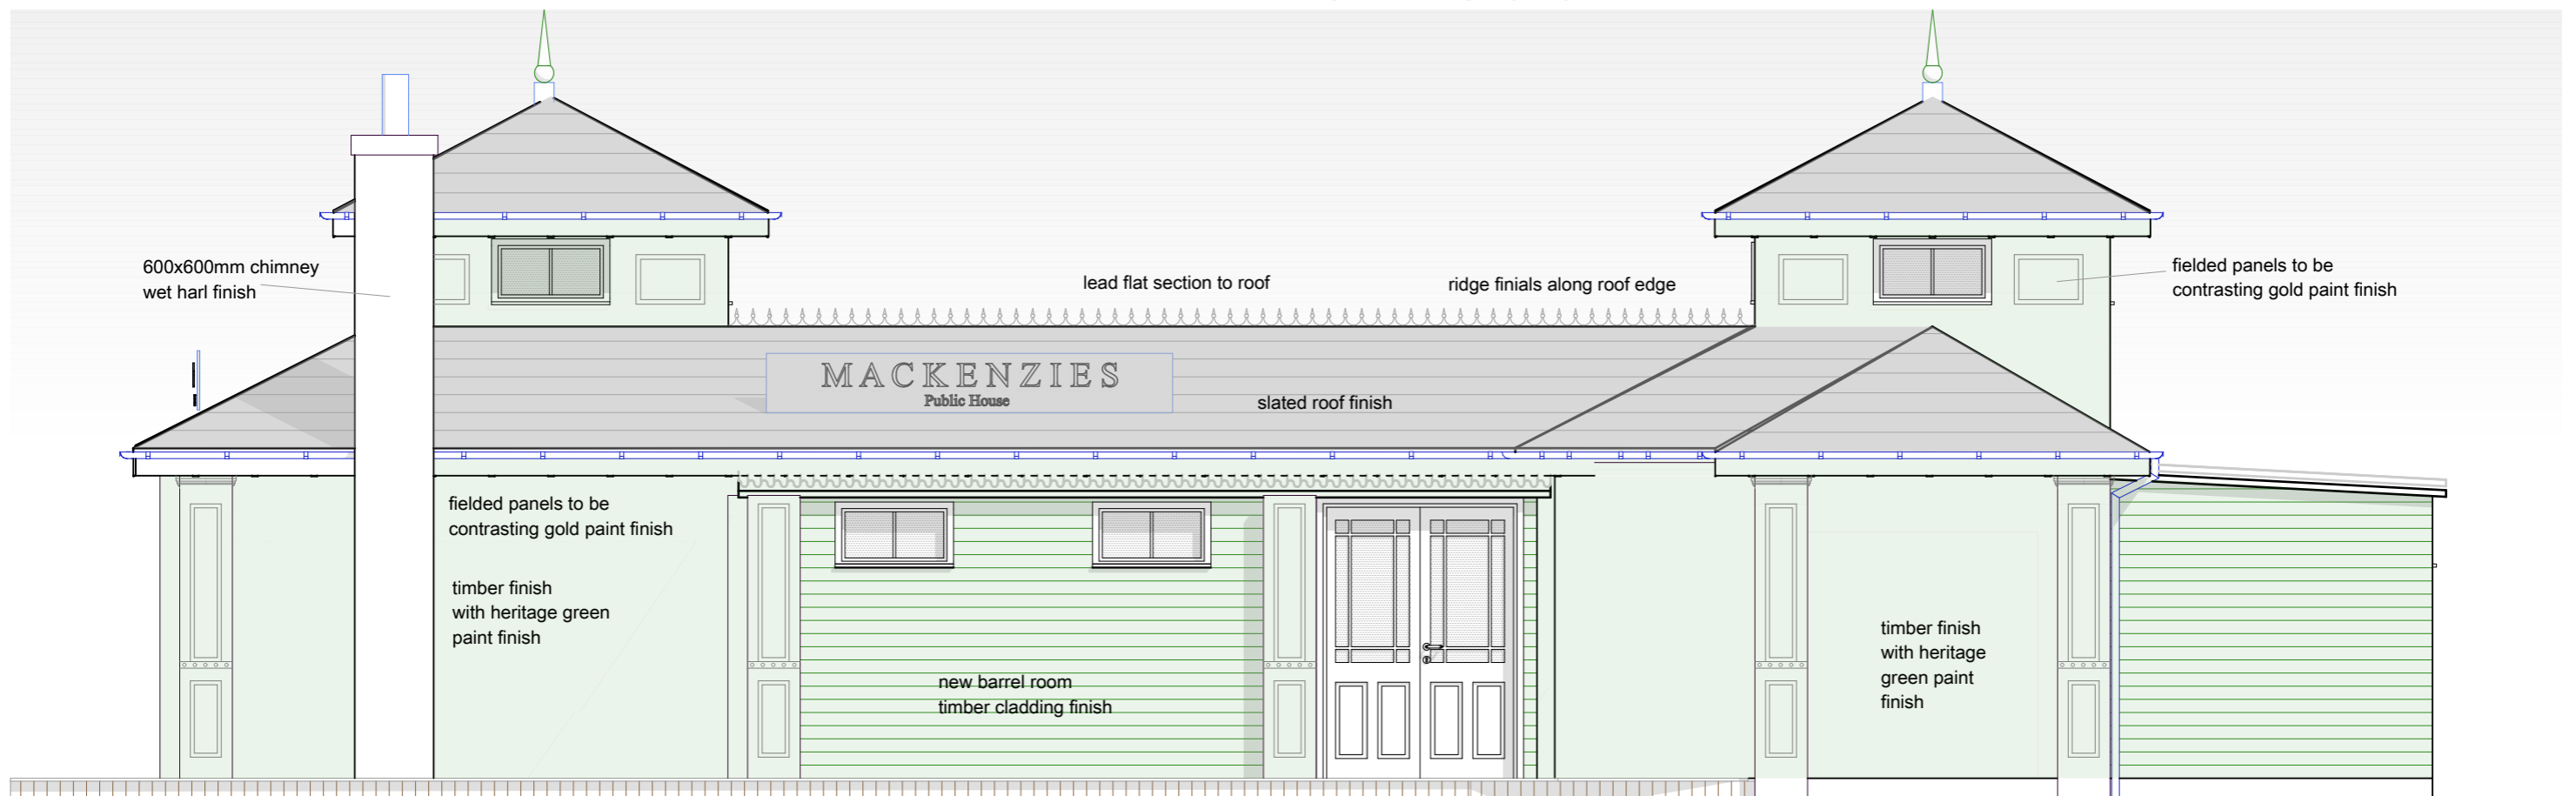 600x600mm chimney
wet harl finish
lead flat section to roof
ridge finials along roof edge
fielded panels to be
contrasting gold paint finish
MACKENZIES
Public House
slated roof finish
fielded panels to be
contrasting gold paint finish
timber finish
with heritage green
paint finish
new barrel room
timber cladding finish
timber finish
with heritage
green paint
finish